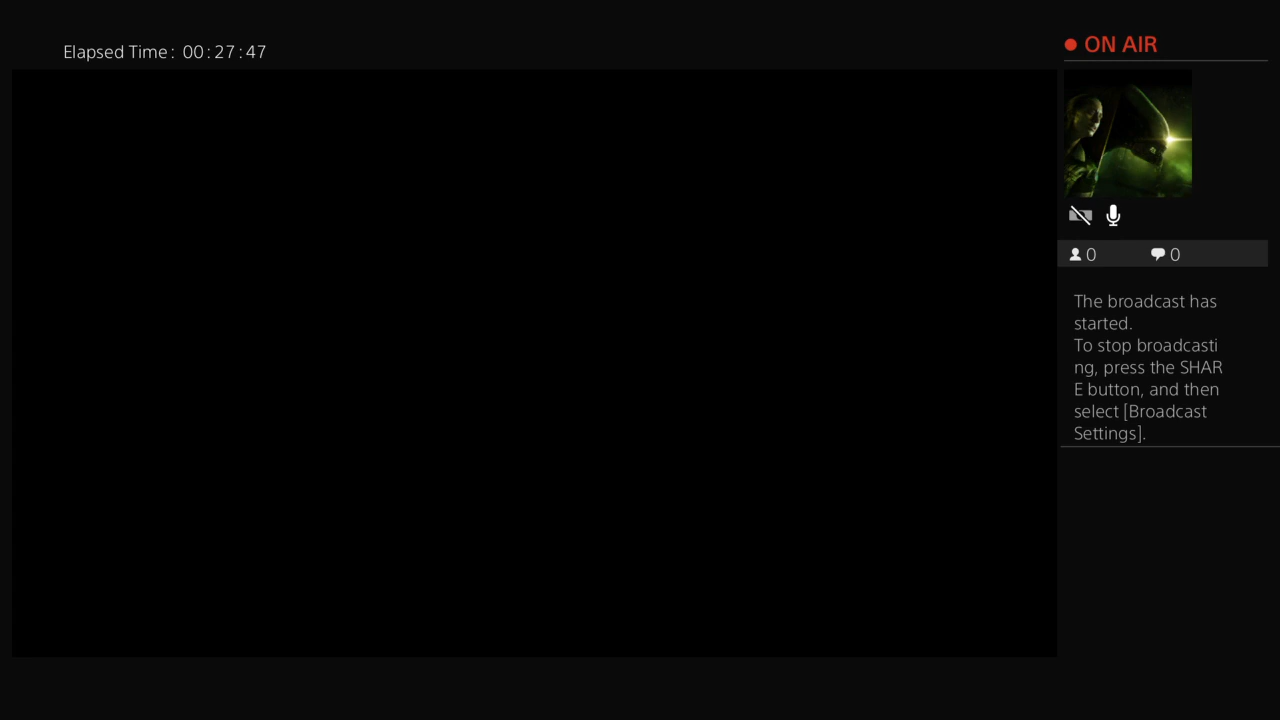 Elapsed Time: 00:27:47
ON AIR
0 0
The broadcast has
started.
To stop broadcasti
ng, press the SHAR
E button, and then
select [Broadcast
Settings].